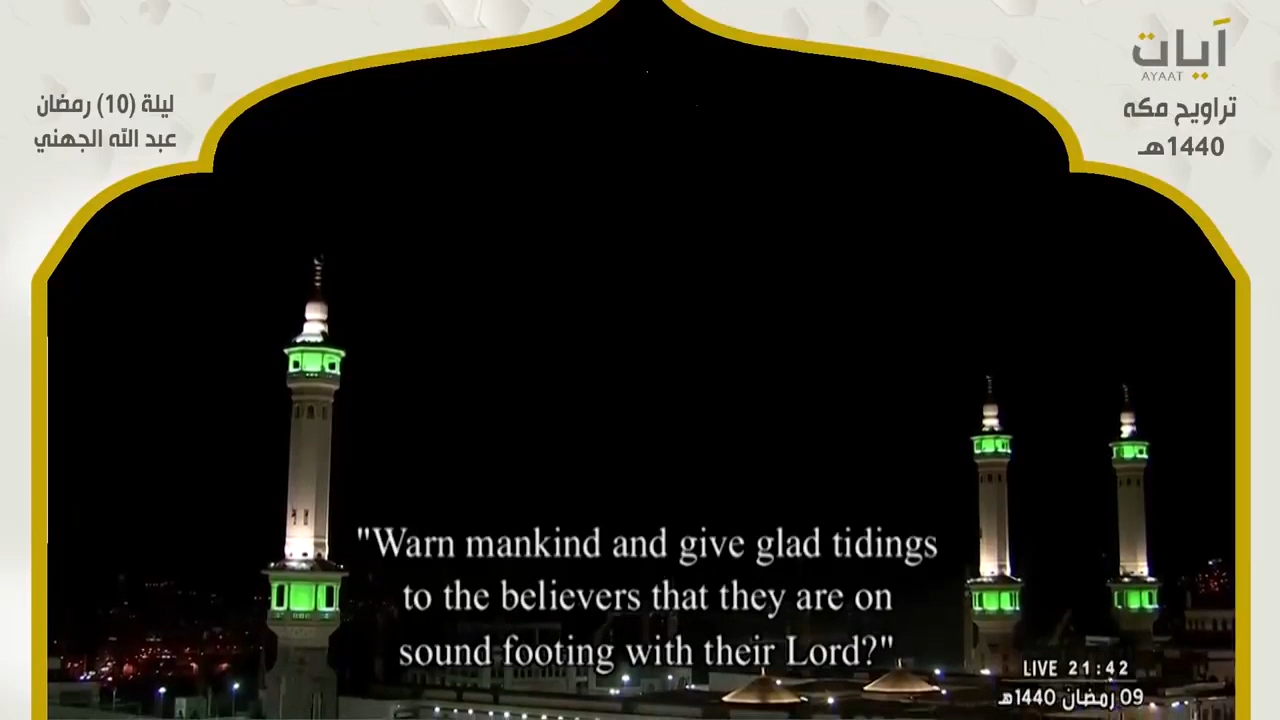 آيات
AYAAT
تراويح مكه
1440هـ
ليلة (10) رمضان
عبد الله الجهني
"Warn mankind and give glad tidings
to the believers that they are on
sound footing with their Lord?".
LIVE 21:42
09 رمضان 1440هـ